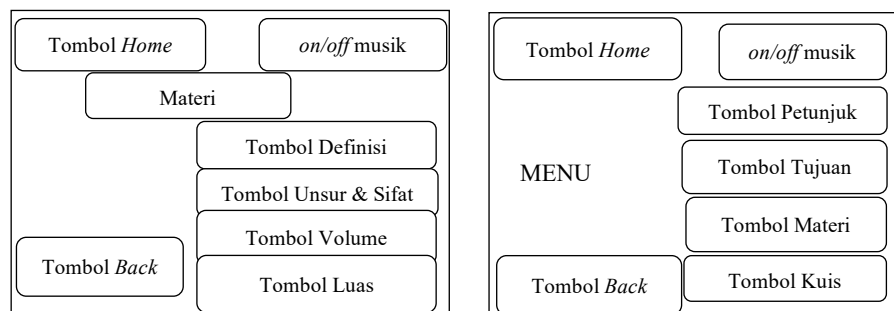 Tombol Home
on/off musik
Materi
Tombol Definisi
Tombol Unsur & Sifat
Tombol Volume
Tombol Back
Tombol Luas
Tombol Home
on/off musik
Tombol Petunjuk
MENU
Tombol Tujuan
Tombol Materi
Tombol Back
Tombol Kuis